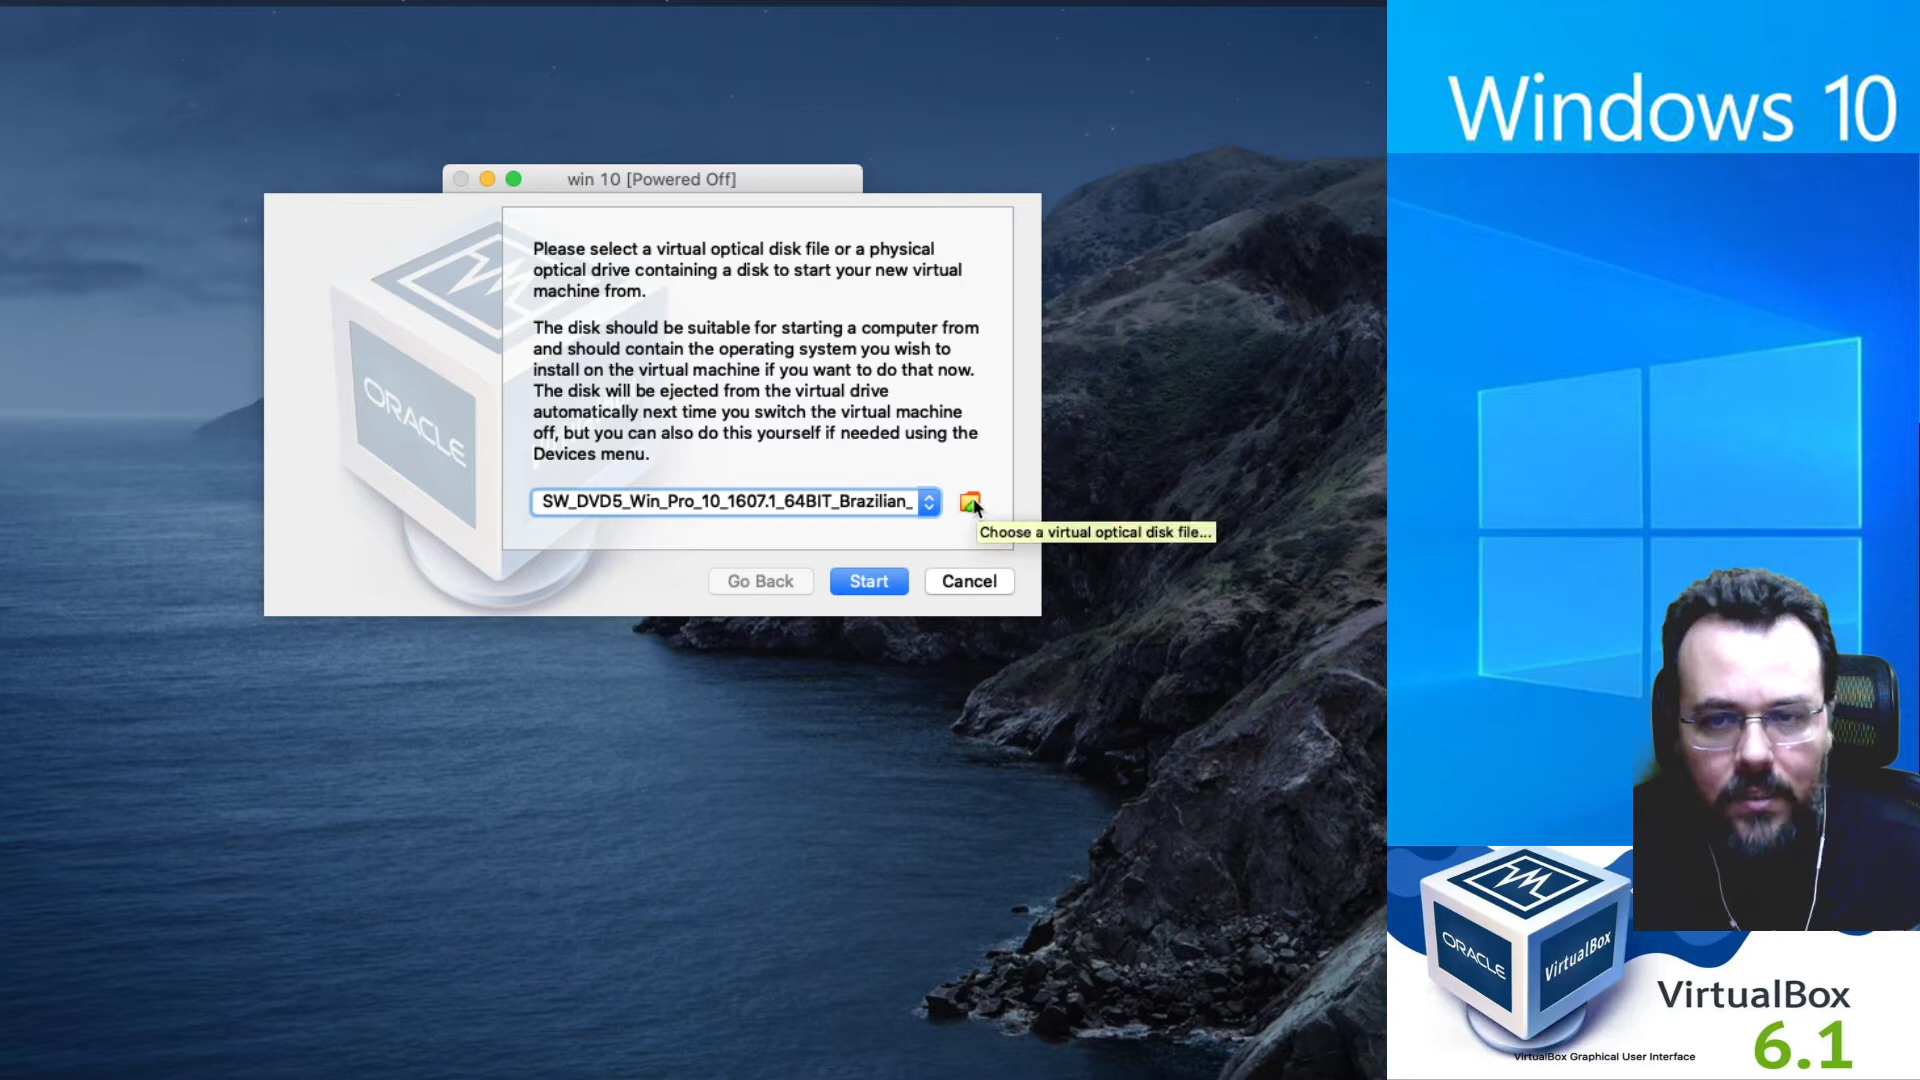 win 10 [Powered Off]
Please select a virtual optical disk file or a physical
optical drive containing a disk to start your new virtual
machine from.
The disk should be suitable for starting a computer from
and should contain the operating system you wish to
install on the virtual machine if you want to do that now.
The disk will be ejected from the virtual drive
automatically next time you switch the virtual machine
off, but you can also do this yourself if needed using the
Devices menu.
SW_DVD5_Win_Pro_10_1607.1_64BIT_Brazilian_
Choose a virtual optical disk file...
Go Back
Start
Cancel
ORACLE
Windows 10
ORACLE
VirtualBox
VirtualBox
6.1
VirtualBox Graphical User Interface